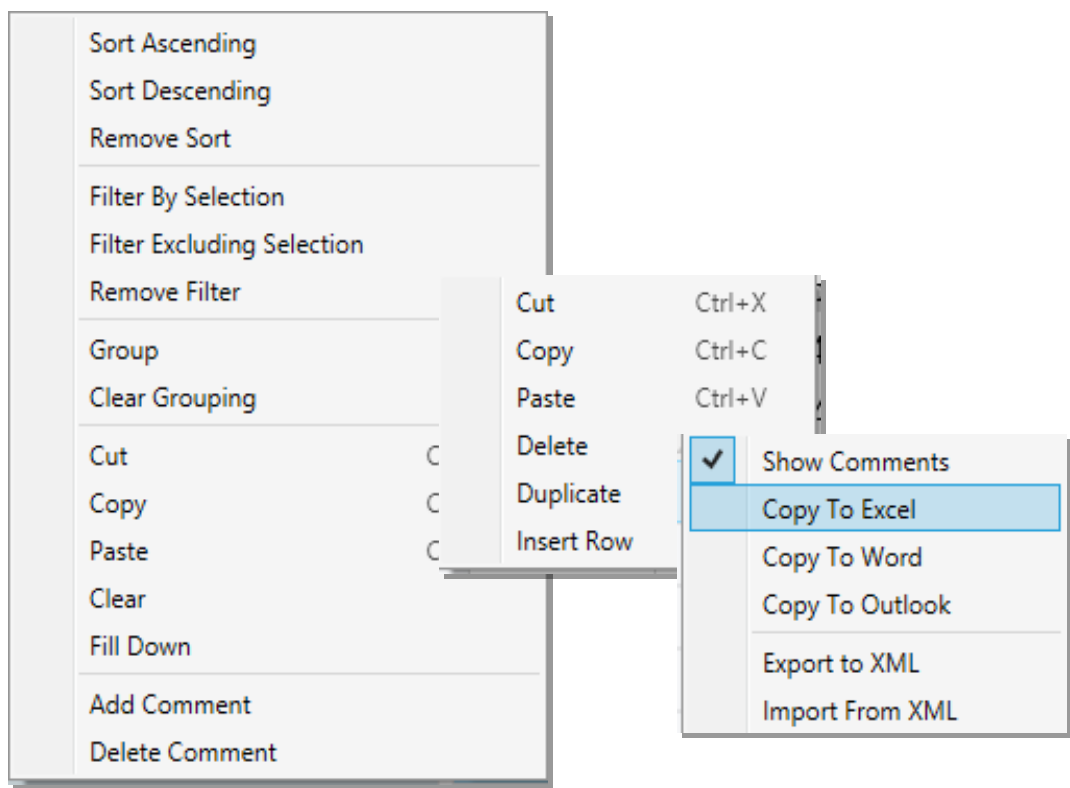 Sort Ascending
Sort Descending
Remove Sort
Filter By Selection
Filter Excluding Selection
Remove Filter
Group
Clear Grouping
Cut
Copy
Paste
Clear
Fill Down
Add Comment
Delete Comment
Cut Ctrl+X
Copy Ctrl+C
Paste Ctrl+V
Delete
Duplicate
Insert Row
Show Comments
Copy To Excel
Copy To Word
Copy To Outlook
Export to XML
Import From XML